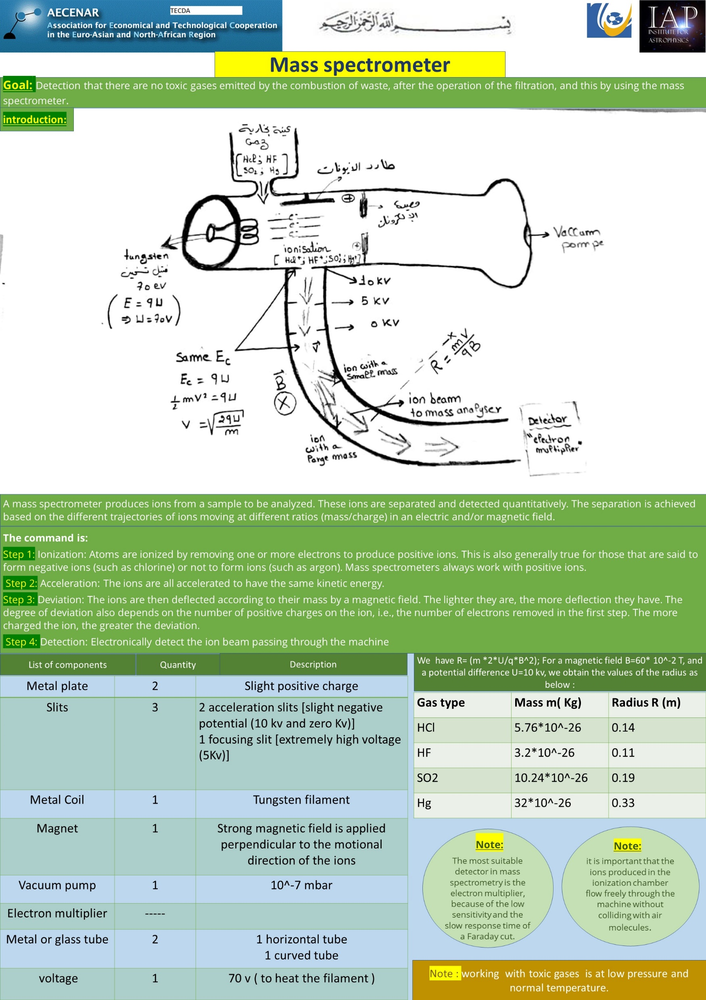 AECENAR
TECDA
Association for Economical and Technological Cooperation
in the Euro-Asian and North-African Region
بسم الله الرحمن الرحيم
IAP
INSTITUTE FOR
ASTROPHYSICS
Mass spectrometer
Goal: Detection that there are no toxic gases emitted by the combustion of waste, after the operation of the filtration, and this by using the mass
spectrometer.
introduction:
عينة بخارية
Gaz
[HCl; HF
SO₂; Hg]
طارد الايونات
⊕
مصيدة
الإلكترونات
e⁻
e⁻
e⁻
Vaccum
pompe
ionisation
[HCl⁺; HF⁺; SO₂⁺; Hg⁺]
tungsten
فتيل تسخين
70 ev
(E = qU
⇒ U = 70V)
10 KV
5 KV
0 KV
V⃗
Same Ec
Ec = qU
½ mV² = qU
V = √(2qU/m)
B⃗
R = mV/qB
ion with a
small mass
ion beam
to mass analyser
ion
with a
large mass
Detector
"electron
multiplier"
A mass spectrometer produces ions from a sample to be analyzed. These ions are separated and detected quantitatively. The separation is achieved
based on the different trajectories of ions moving at different ratios (mass/charge) in an electric and/or magnetic field.
The command is:
Step 1: Ionization: Atoms are ionized by removing one or more electrons to produce positive ions. This is also generally true for those that are said to
form negative ions (such as chlorine) or not to form ions (such as argon). Mass spectrometers always work with positive ions.
Step 2: Acceleration: The ions are all accelerated to have the same kinetic energy.
Step 3: Deviation: The ions are then deflected according to their mass by a magnetic field. The lighter they are, the more deflection they have. The
degree of deviation also depends on the number of positive charges on the ion, i.e., the number of electrons removed in the first step. The more
charged the ion, the greater the deviation.
Step 4: Detection: Electronically detect the ion beam passing through the machine
List of components Quantity Description
Metal plate 2 Slight positive charge
Slits 3 2 acceleration slits [slight negative
potential (10 kv and zero Kv)]
1 focusing slit [extremely high voltage
(5Kv)]
Metal Coil 1 Tungsten filament
Magnet 1 Strong magnetic field is applied
perpendicular to the motional
direction of the ions
Vacuum pump 1 10^-7 mbar
Electron multiplier -----
Metal or glass tube 2 1 horizontal tube
1 curved tube
voltage 1 70 v ( to heat the filament )
We have R= (m *2*U/q*B^2); For a magnetic field B=60* 10^-2 T, and
a potential difference U=10 kv, we obtain the values of the radius as
below :
Gas type Mass m( Kg) Radius R (m)
HCl 5.76*10^-26 0.14
HF 3.2*10^-26 0.11
SO2 10.24*10^-26 0.19
Hg 32*10^-26 0.33
Note:
The most suitable
detector in mass
spectrometry is the
electron multiplier,
because of the low
sensitivity and the
slow response time of
a Faraday cut.
Note:
it is important that the
ions produced in the
ionization chamber
flow freely through the
machine without
colliding with air
molecules.
Note : working with toxic gases is at low pressure and
normal temperature.